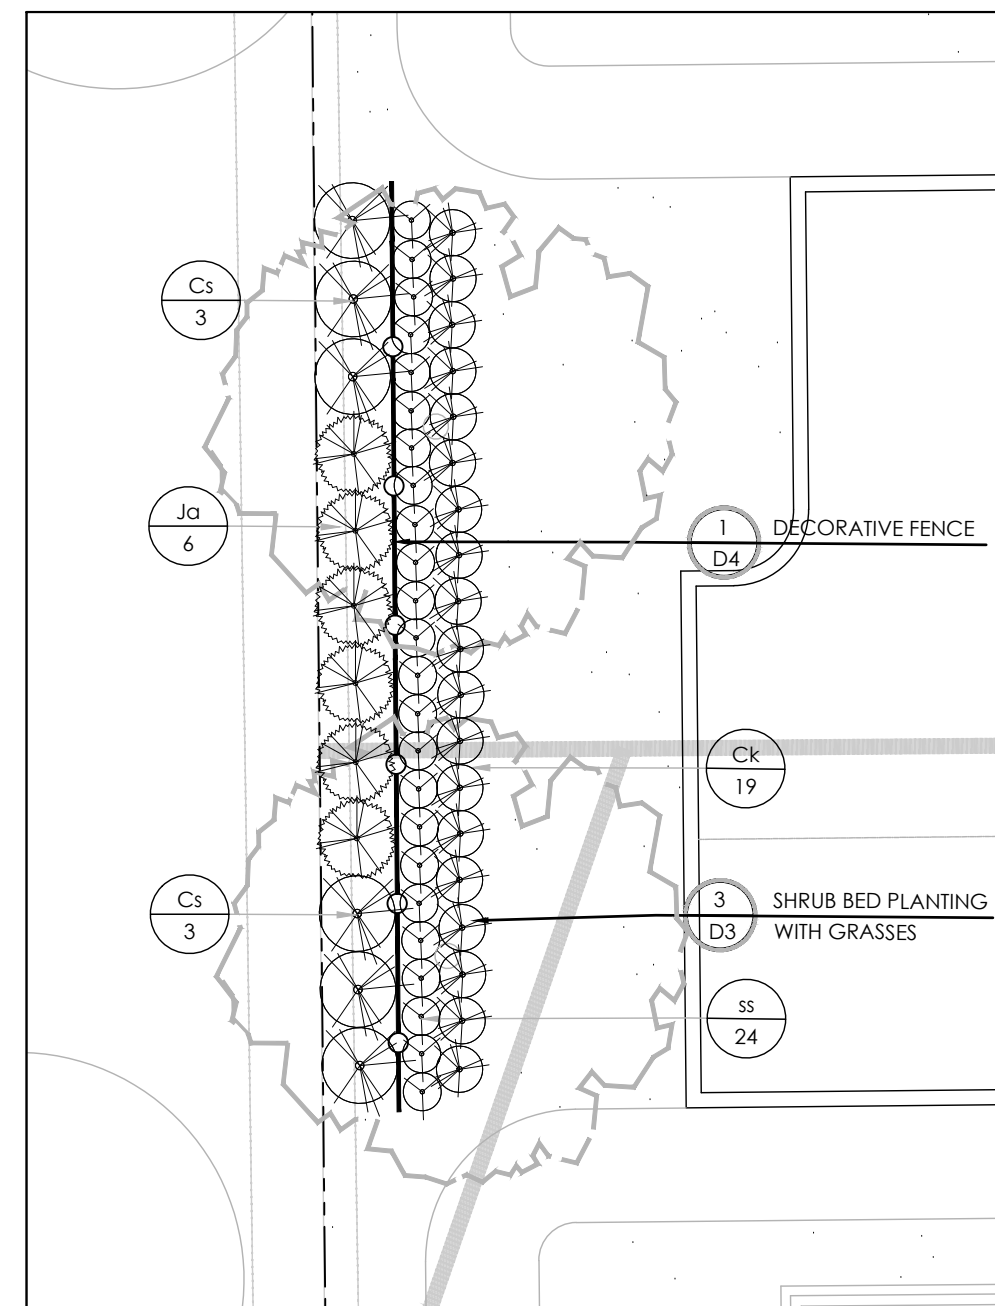 Cs
3
Ja
6
1
D4
DECORATIVE FENCE
Ck
19
Cs
3
3
D3
SHRUB BED PLANTING
WITH GRASSES
ss
24